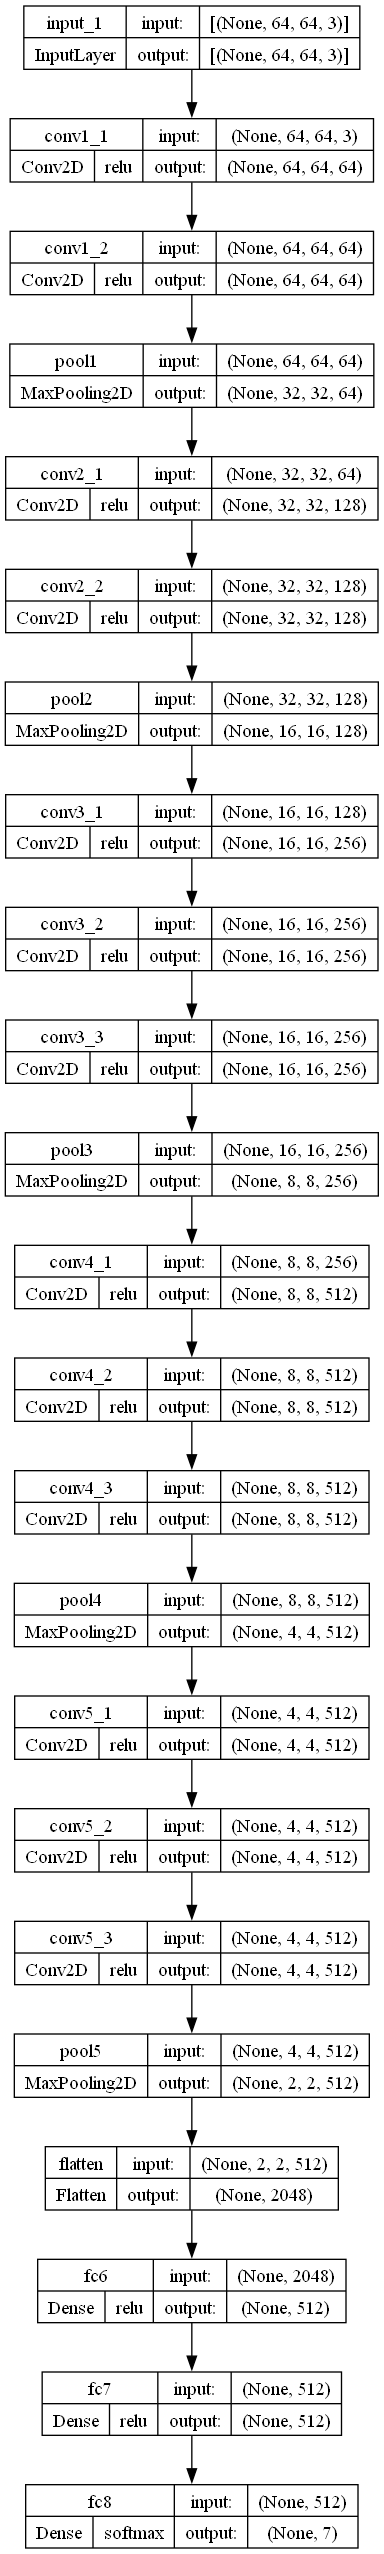 input_1 input: [(None, 64, 64, 3)]
InputLayer output: [(None, 64, 64, 3)]
conv1_1 input: (None, 64, 64, 3)
Conv2D relu output: (None, 64, 64, 64)
conv1_2 input: (None, 64, 64, 64)
Conv2D relu output: (None, 64, 64, 64)
pool1 input: (None, 64, 64, 64)
MaxPooling2D output: (None, 32, 32, 64)
conv2_1 input: (None, 32, 32, 64)
Conv2D relu output: (None, 32, 32, 128)
conv2_2 input: (None, 32, 32, 128)
Conv2D relu output: (None, 32, 32, 128)
pool2 input: (None, 32, 32, 128)
MaxPooling2D output: (None, 16, 16, 128)
conv3_1 input: (None, 16, 16, 128)
Conv2D relu output: (None, 16, 16, 256)
conv3_2 input: (None, 16, 16, 256)
Conv2D relu output: (None, 16, 16, 256)
conv3_3 input: (None, 16, 16, 256)
Conv2D relu output: (None, 16, 16, 256)
pool3 input: (None, 16, 16, 256)
MaxPooling2D output: (None, 8, 8, 256)
conv4_1 input: (None, 8, 8, 256)
Conv2D relu output: (None, 8, 8, 512)
conv4_2 input: (None, 8, 8, 512)
Conv2D relu output: (None, 8, 8, 512)
conv4_3 input: (None, 8, 8, 512)
Conv2D relu output: (None, 8, 8, 512)
pool4 input: (None, 8, 8, 512)
MaxPooling2D output: (None, 4, 4, 512)
conv5_1 input: (None, 4, 4, 512)
Conv2D relu output: (None, 4, 4, 512)
conv5_2 input: (None, 4, 4, 512)
Conv2D relu output: (None, 4, 4, 512)
conv5_3 input: (None, 4, 4, 512)
Conv2D relu output: (None, 4, 4, 512)
pool5 input: (None, 4, 4, 512)
MaxPooling2D output: (None, 2, 2, 512)
flatten input: (None, 2, 2, 512)
Flatten output: (None, 2048)
fc6 input: (None, 2048)
Dense relu output: (None, 512)
fc7 input: (None, 512)
Dense relu output: (None, 512)
fc8 input: (None, 512)
Dense softmax output: (None, 7)